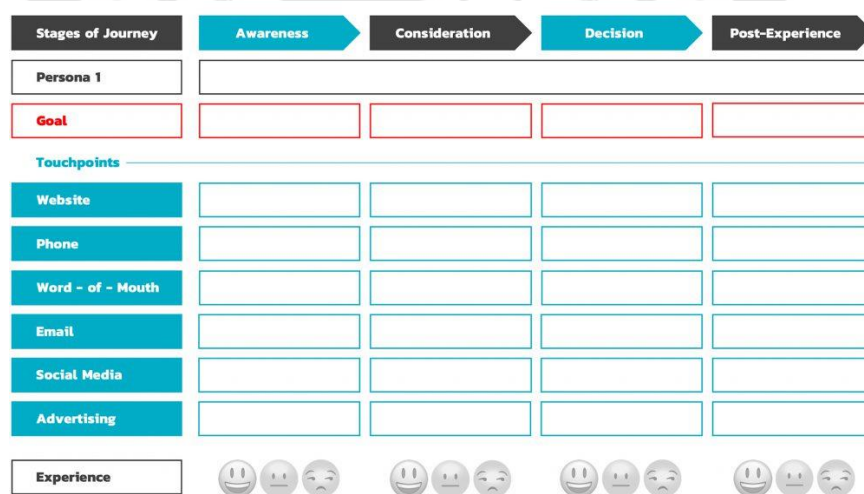 Stages of Journey Awareness Consideration Decision Post-Experience
Persona 1
Goal
Touchpoints
Website
Phone
Word - of - Mouth
Email
Social Media
Advertising
Experience